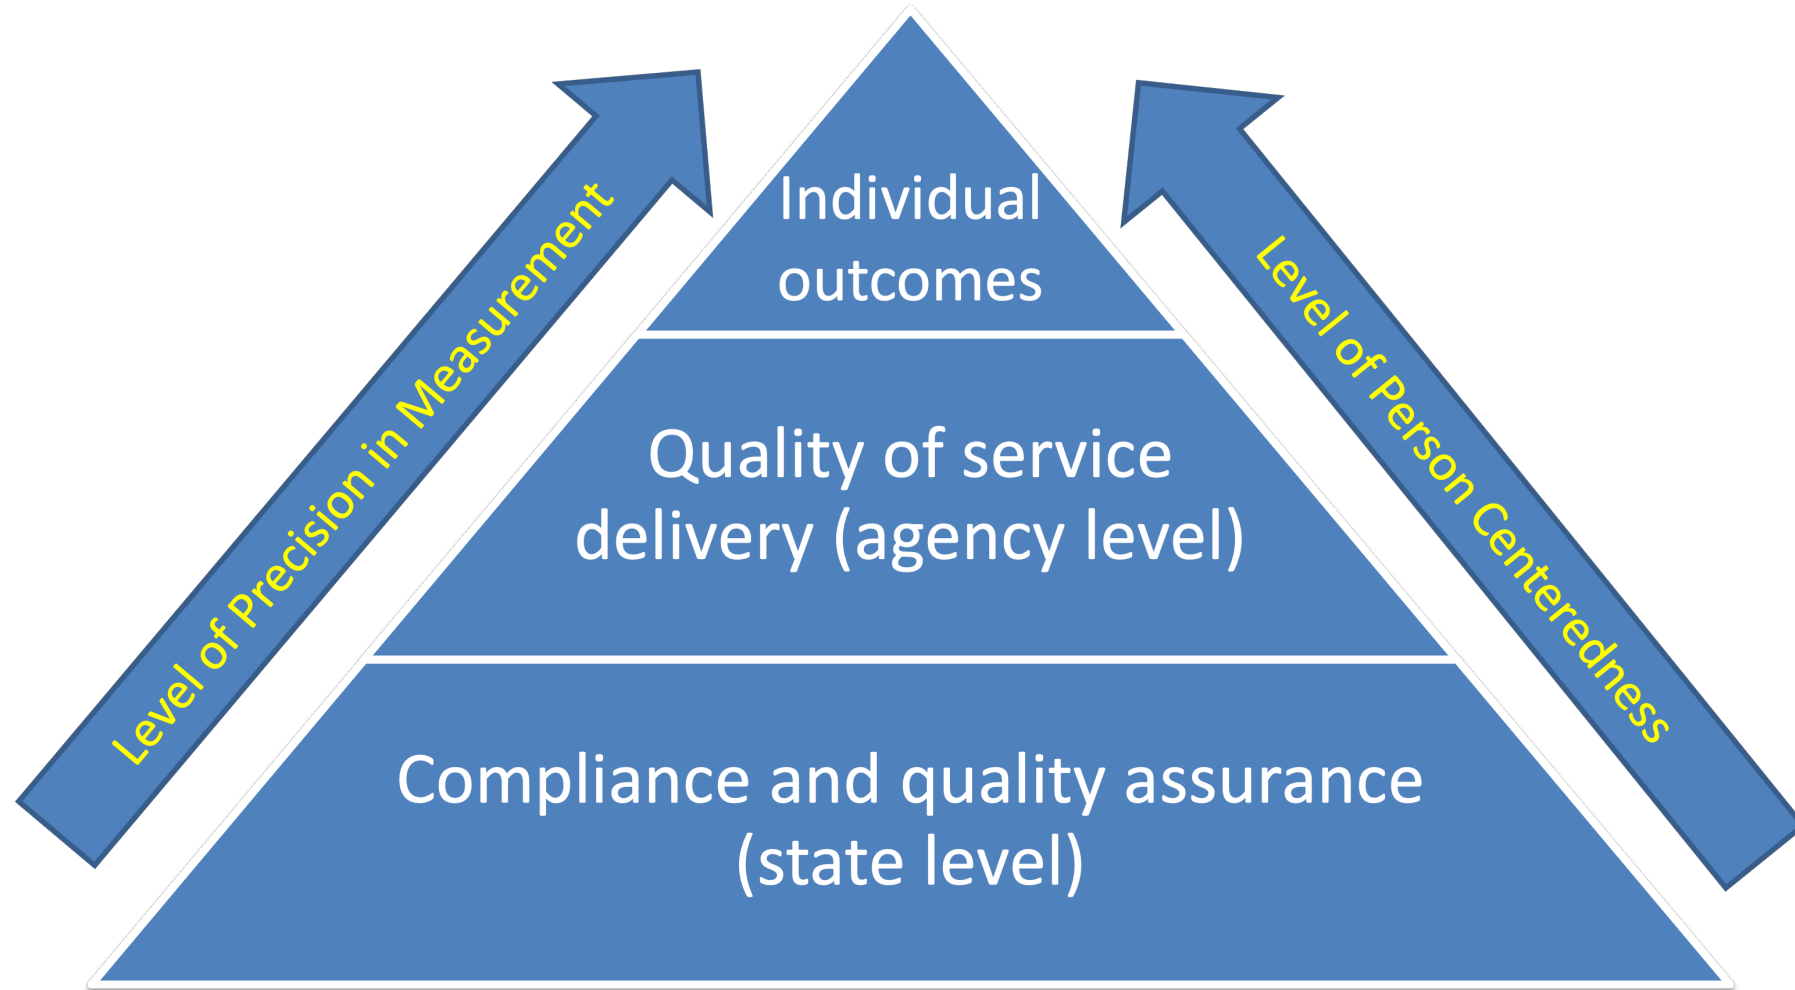 Individual
outcomes
Quality of service
delivery (agency level)
Compliance and quality assurance
(state level)
Level of Precision in Measurement
Level of Person Centeredness